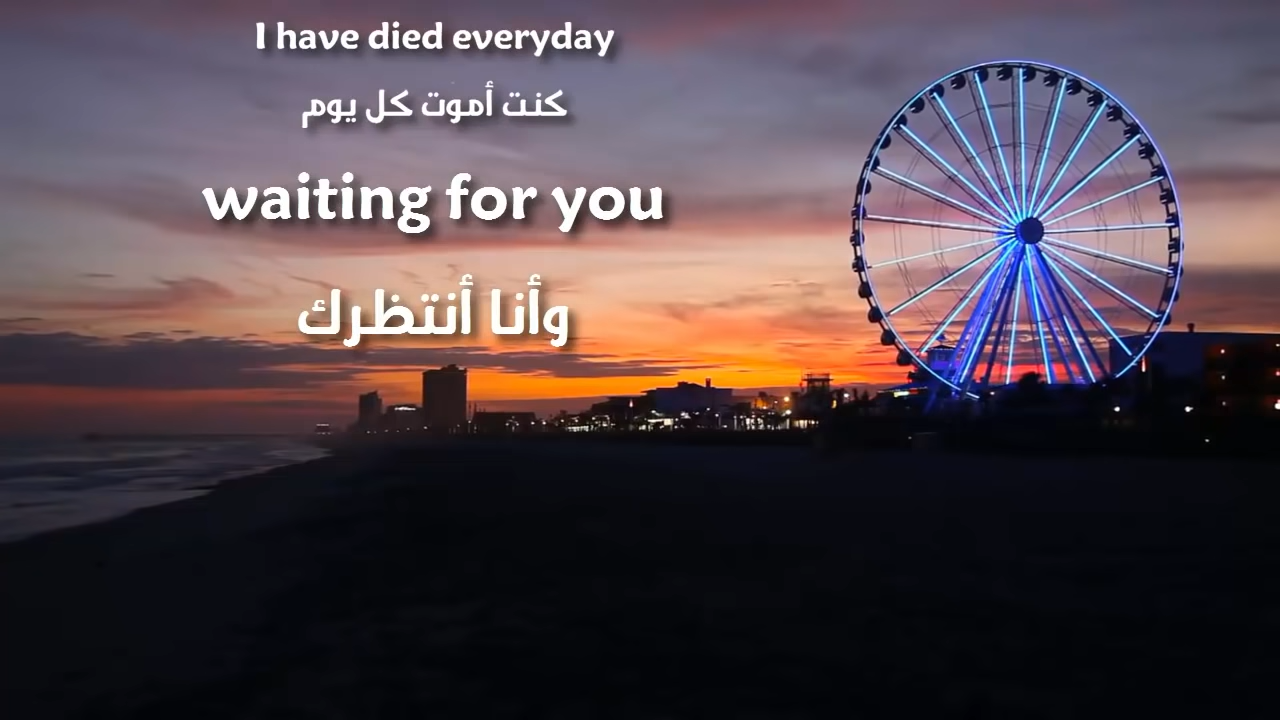 I have died everyday
كنت أموت كل يوم
waiting for you
وأنا أنتظرك